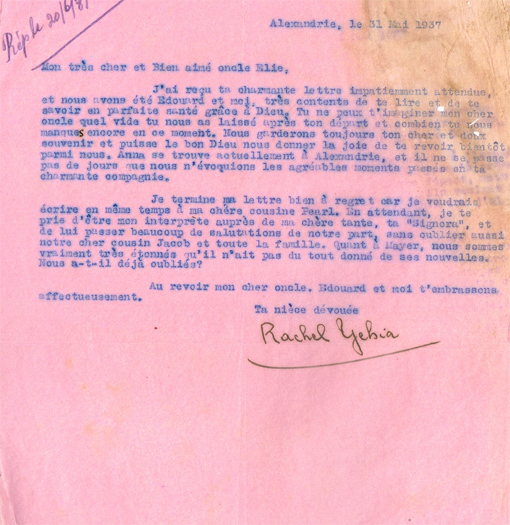 Rép. le 20/6/37
Alexandrie, le 31 Mai 1937
Mon très cher et Bien aimé oncle Elie,
J'ai reçu ta charmante lettre impatiemment attendue,
et nous avons été Edouard et moi, très contents de te lire et de te
savoir en parfaite santé grâce à Dieu. Tu ne peux t'imaginer mon cher
oncle quel vide tu nous as laissé après ton départ et combien tu nous
manques encore en ce moment. Nous garderons toujours ton cher et doux
souvenir et puisse le bon Dieu nous donner la joie de te revoir bientôt
parmi nous. Anna se trouve actuellement à Alexandrie, et il ne se passe
pas de jours que nous n'évoquions les agréables moments passés en ta
charmante compagnie.
Je termine ma lettre bien à regret car je voudrais
écrire en même temps à ma chère cousine Pearl. En attendant, je te
prie d'être mon interprète auprès de ma chère tante, ta "Signora", et
de lui passer beaucoup de salutations de notre part, sans oublier aussi
notre cher cousin Jacob et toute la famille. Quant à Mayer, nous sommes
vraiment très étonnés qu'il n'ait pas du tout donné de ses nouvelles.
Nous a-t-il déjà oubliés?
Au revoir mon cher oncle. Edouard et moi t'embrassons
affectueusement.
Ta nièce dévouée
Rachel Yehia